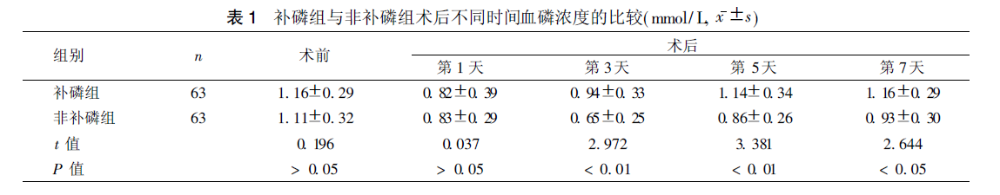 表 1 补磷组与非补磷组术后不同时间血磷浓度的比较(mmol/L, x̄±s)
组别 n 术前 术后
第 1 天 第 3 天 第 5 天 第 7 天
补磷组 63 1.16±0.29 0.82±0.39 0.94±0.33 1.14±0.34 1.16±0.29
非补磷组 63 1.11±0.32 0.83±0.29 0.65±0.25 0.86±0.26 0.93±0.30
t 值 0.196 0.037 2.972 3.381 2.644
P 值 > 0.05 > 0.05 < 0.01 < 0.01 < 0.05